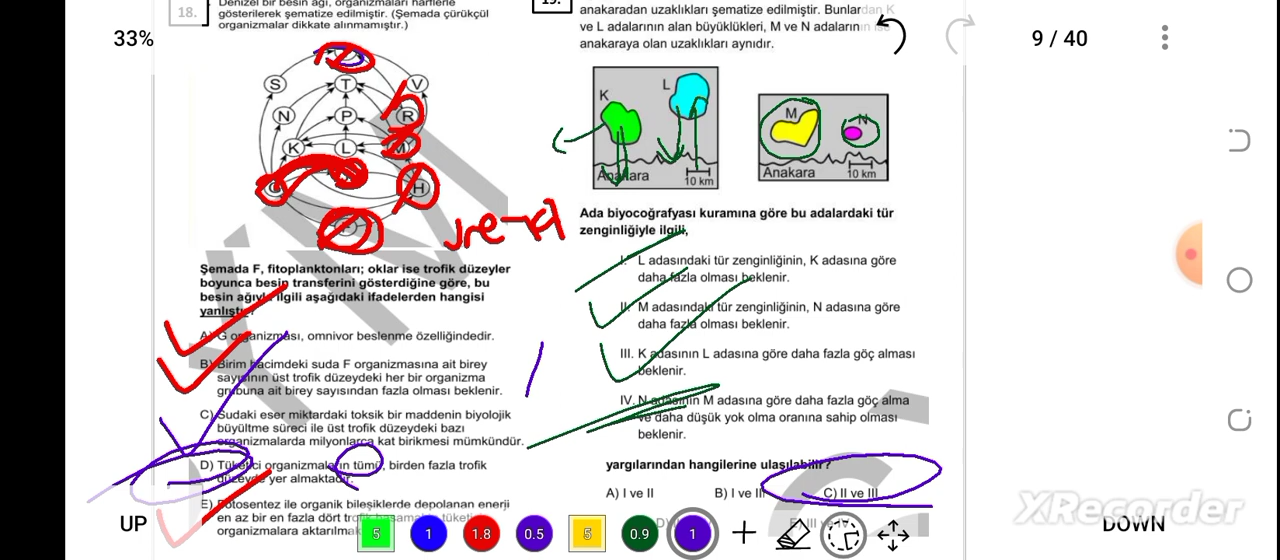 33%
9 / 40
18.
Denizel bir besin ağı, organizmaları harflerle
gösterilerek şematize edilmiştir. (Şemada çürükçül
organizmalar dikkate alınmamıştır.)
S
T
V
N
P
R
K
L
M
G
H
Şemada F, fitoplanktonları; oklar ise trofik düzeyler
boyunca besin transferini gösterdiğine göre, bu
besin ağıyla ilgili aşağıdaki ifadelerden hangisi
yanlıştır?
A) G organizması, omnivor beslenme özelliğindedir.
B) Birim hacimdeki suda F organizmasına ait birey
sayısının üst trofik düzeydeki her bir organizma
grubuna ait birey sayısından fazla olması beklenir.
C) Sudaki eser miktardaki toksik bir maddenin biyolojik
büyültme süreci ile üst trofik düzeydeki bazı
organizmalarda milyonlarca kat birikmesi mümkündür.
D) Tüketici organizmaların tümü, birden fazla trofik
düzeyde yer almaktadır.
E) Fotosentez ile organik bileşiklerde depolanan enerji
en az bir en fazla dört trofik basamak
organizmalara
19.
anakaradan uzaklıkları şematize edilmiştir. Bunlardan K
ve L adalarının alan büyüklükleri, M ve N adalarının ise
anakaraya olan uzaklıkları aynıdır.
K
L
Anakara
10 km
M
N
Anakara
10 km
Ada biyocoğrafyası kuramına göre bu adalardaki tür
zenginliğiyle ilgili,
I. L adasındaki tür zenginliğinin, K adasına göre
daha fazla olması beklenir.
II. M adasındaki tür zenginliğinin, N adasına göre
daha fazla olması beklenir.
III. K adasının L adasına göre daha fazla göç alması
beklenir.
IV. N adasının M adasına göre daha fazla göç alma
ve daha düşük yok olma oranına sahip olması
beklenir.
yargılarından hangilerine ulaşılabilir?
A) I ve II
B) I ve III
C) II ve III
UP
5
1
1.8
0.5
5
0.9
1
DOWN
XRecorder